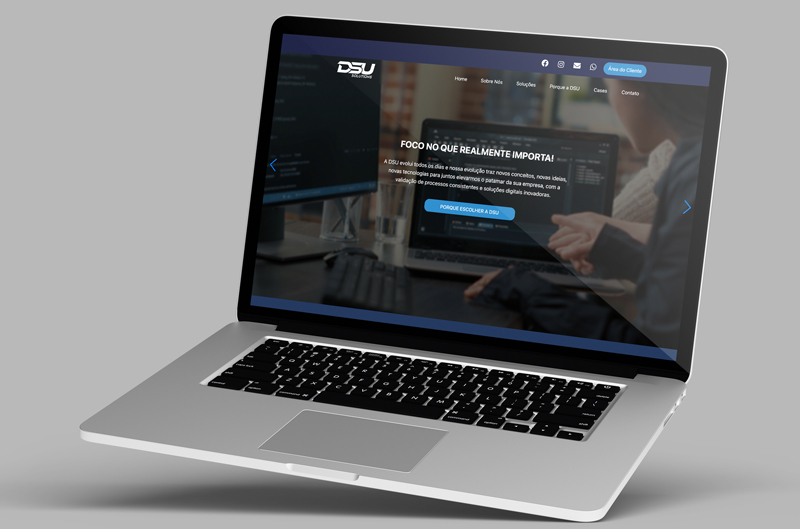 DSU
SOLUTIONS
Área do Cliente
Home Sobre Nós Soluções Porque a DSU Cases Contato
FOCO NO QUE REALMENTE IMPORTA!
A DSU evolui todos os dias e nossa evolução traz novos conceitos, novas ideias,
novas tecnologias para juntos elevarmos o patamar da sua empresa, com a
validação de processos consistentes e soluções digitais inovadoras.
PORQUE ESCOLHER A DSU